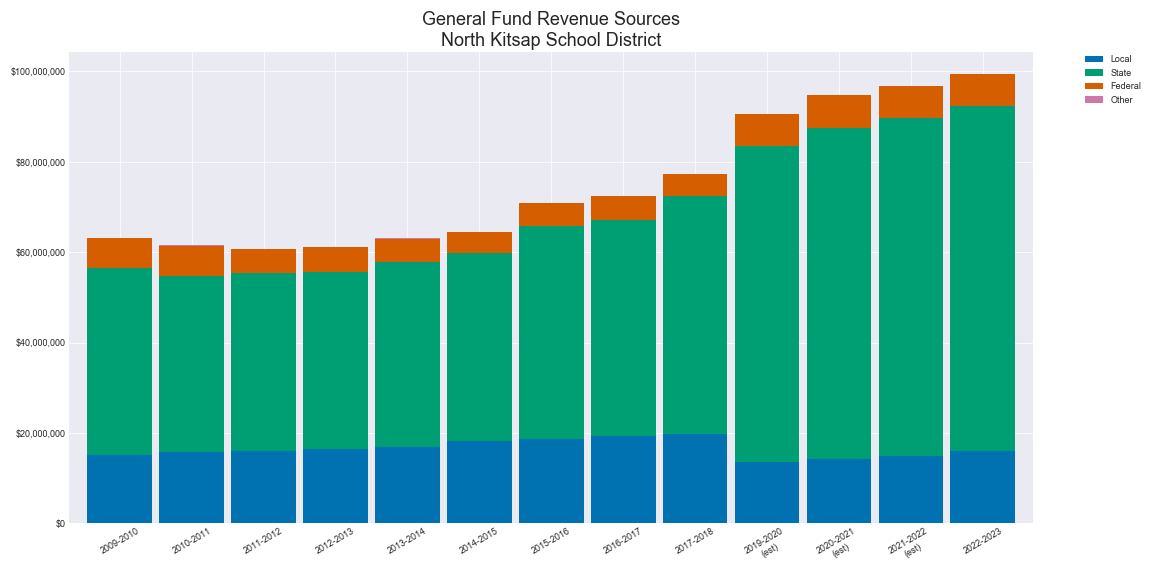 General Fund Revenue Sources
North Kitsap School District
Local
State
Federal
Other
$100,000,000
$80,000,000
$60,000,000
$40,000,000
$20,000,000
$0
2009-2010
2010-2011
2011-2012
2012-2013
2013-2014
2014-2015
2015-2016
2016-2017
2017-2018
2019-2020
(est)
2020-2021
(est)
2021-2022
(est)
2022-2023